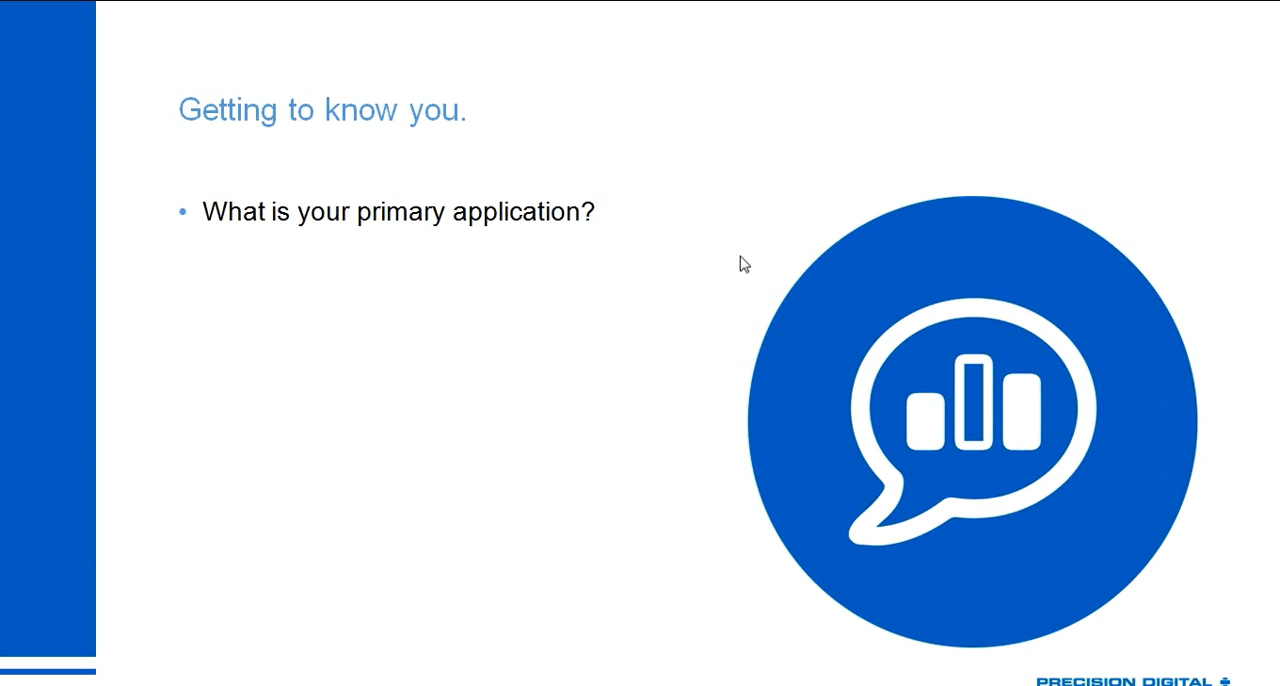 Getting to know you.
• What is your primary application?
PRECISION DIGITAL